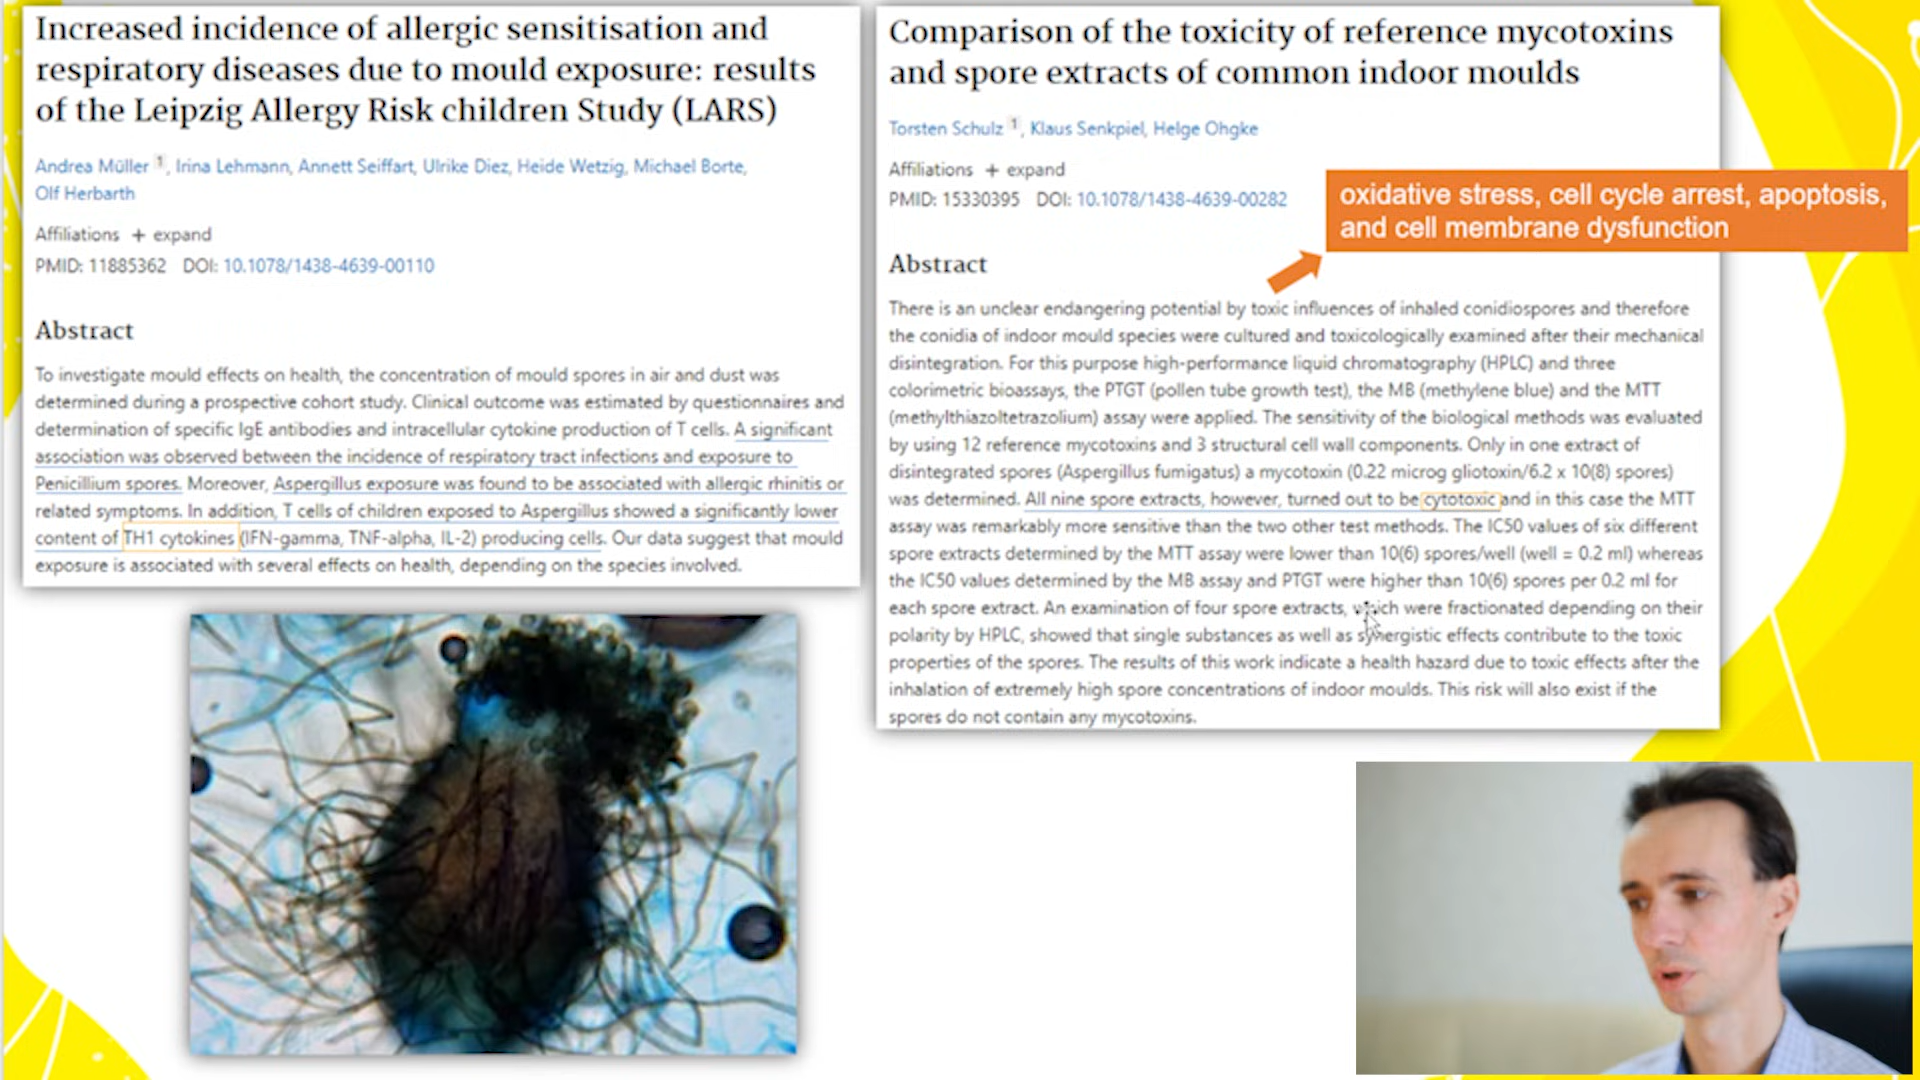 Increased incidence of allergic sensitisation and
respiratory diseases due to mould exposure: results
of the Leipzig Allergy Risk children Study (LARS)
Andrea Müller 1, Irina Lehmann, Annett Seiffart, Ulrike Diez, Heide Wetzig, Michael Borte,
Olf Herbarth
Affiliations + expand
PMID: 11885362 DOI: 10.1078/1438-4639-00110
Abstract
To investigate mould effects on health, the concentration of mould spores in air and dust was
determined during a prospective cohort study. Clinical outcome was estimated by questionnaires and
determination of specific IgE antibodies and intracellular cytokine production of T cells. A significant
association was observed between the incidence of respiratory tract infections and exposure to
Penicillium spores. Moreover, Aspergillus exposure was found to be associated with allergic rhinitis or
related symptoms. In addition, T cells of children exposed to Aspergillus showed a significantly lower
content of TH1 cytokines (IFN-gamma, TNF-alpha, IL-2) producing cells. Our data suggest that mould
exposure is associated with several effects on health, depending on the species involved.
Comparison of the toxicity of reference mycotoxins
and spore extracts of common indoor moulds
Torsten Schulz 1, Klaus Senkpiel, Helge Ohgke
Affiliations + expand
PMID: 15330395 DOI: 10.1078/1438-4639-00282
oxidative stress, cell cycle arrest, apoptosis,
and cell membrane dysfunction
Abstract
There is an unclear endangering potential by toxic influences of inhaled conidiospores and therefore
the conidia of indoor mould species were cultured and toxicologically examined after their mechanical
disintegration. For this purpose high-performance liquid chromatography (HPLC) and three
colorimetric bioassays, the PTGT (pollen tube growth test), the MB (methylene blue) and the MTT
(methylthiazoltetrazolium) assay were applied. The sensitivity of the biological methods was evaluated
by using 12 reference mycotoxins and 3 structural cell wall components. Only in one extract of
disintegrated spores (Aspergillus fumigatus) a mycotoxin (0.22 microg gliotoxin/6.2 x 10(8) spores)
was determined. All nine spore extracts, however, turned out to be cytotoxic and in this case the MTT
assay was remarkably more sensitive than the two other test methods. The IC50 values of six different
spore extracts determined by the MTT assay were lower than 10(6) spores/well (well = 0.2 ml) whereas
the IC50 values determined by the MB assay and PTGT were higher than 10(6) spores per 0.2 ml for
each spore extract. An examination of four spore extracts, which were fractionated depending on their
polarity by HPLC, showed that single substances as well as synergistic effects contribute to the toxic
properties of the spores. The results of this work indicate a health hazard due to toxic effects after the
inhalation of extremely high spore concentrations of indoor moulds. This risk will also exist if the
spores do not contain any mycotoxins.